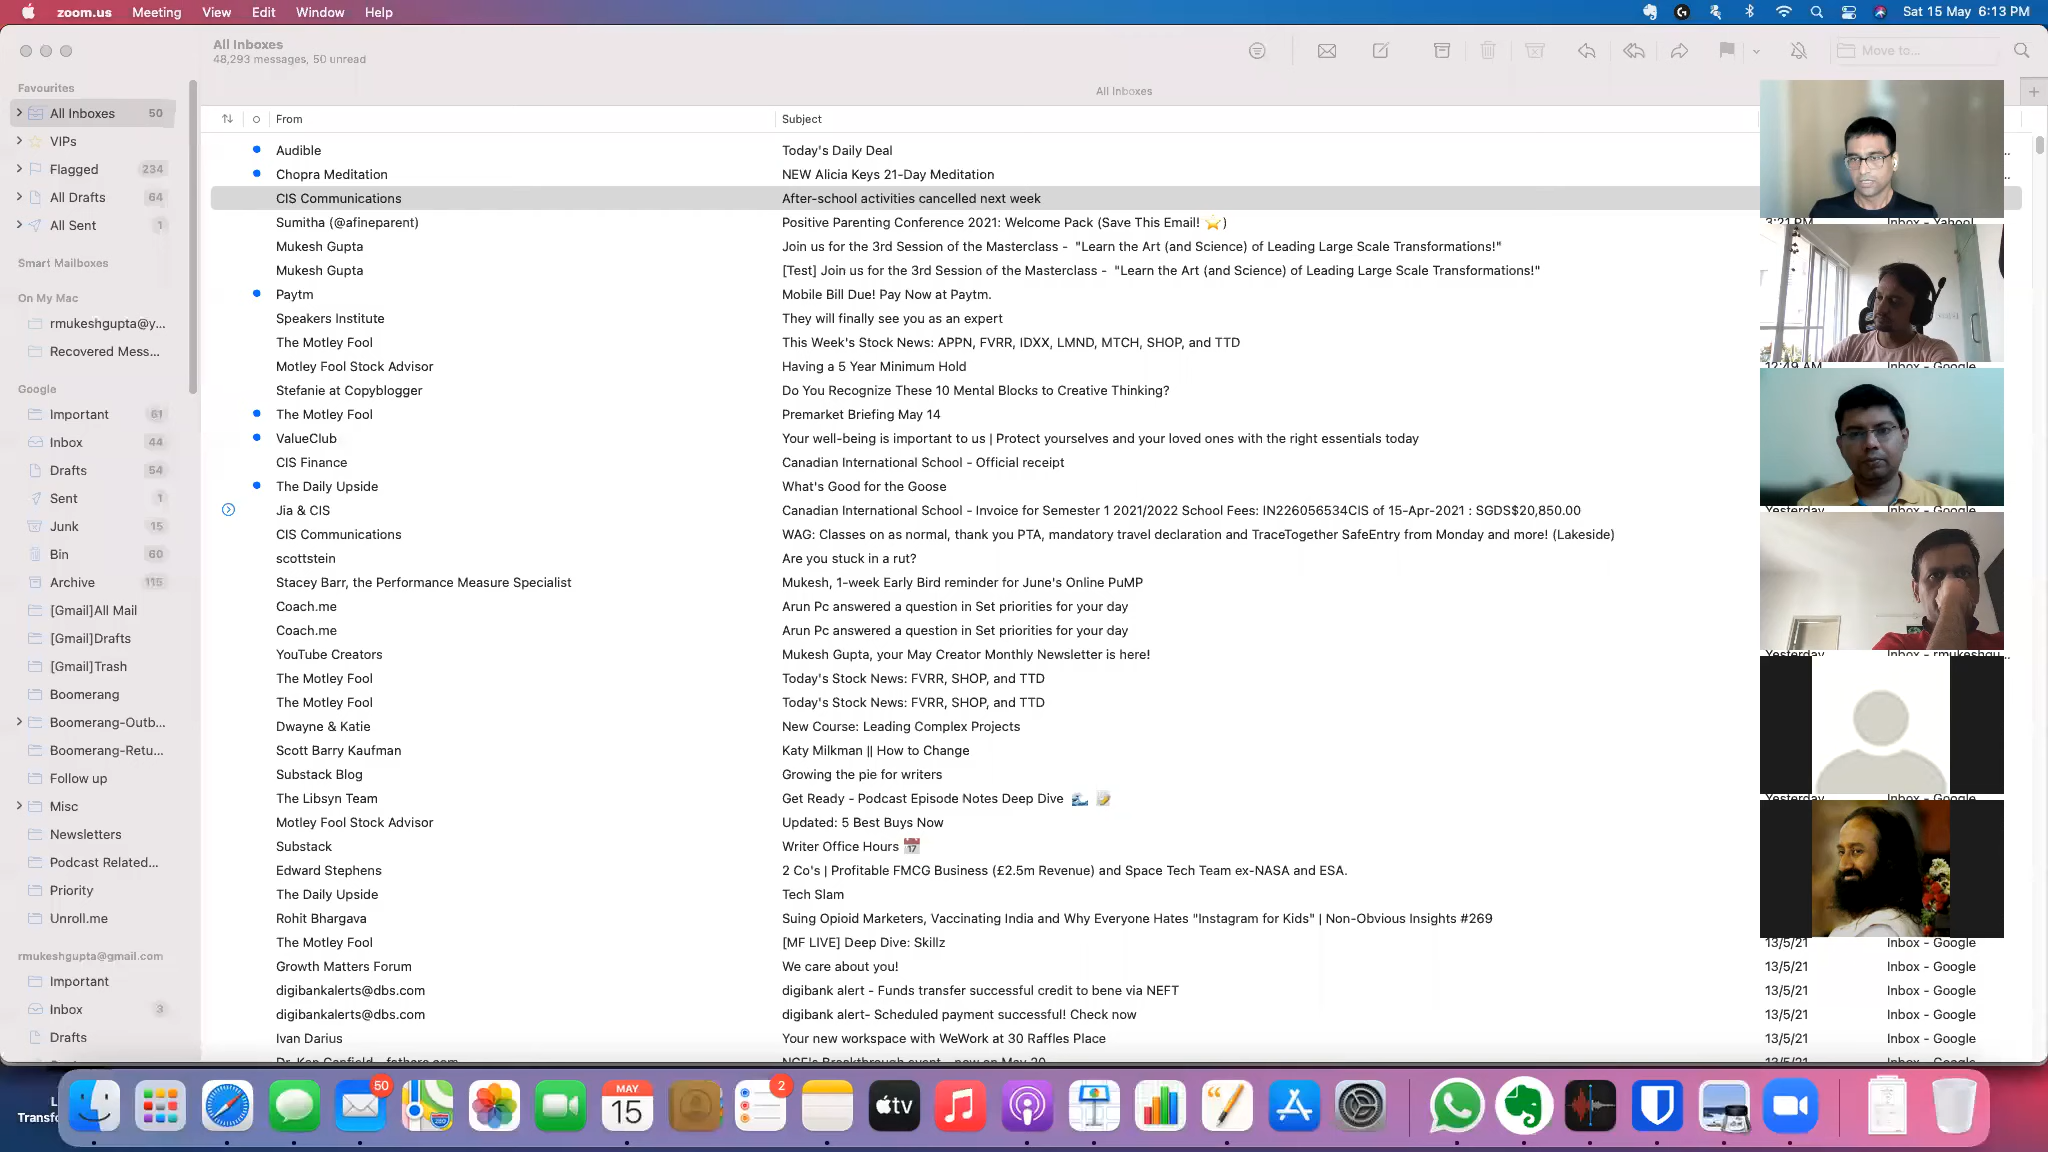 zoom.us Meeting View Edit Window Help Sat 15 May 6:13 PM
All Inboxes
48,293 messages, 50 unread
Move to...
All Inboxes
Favourites
All Inboxes 50
VIPs
Flagged 234
All Drafts 64
All Sent 1
Smart Mailboxes
On My Mac
rmukeshgupta@y...
Recovered Mess...
Google
Important 61
Inbox 44
Drafts 54
Sent 1
Junk 15
Bin 60
Archive 115
[Gmail]All Mail
[Gmail]Drafts
[Gmail]Trash
Boomerang
Boomerang-Outb...
Boomerang-Retu...
Follow up
Misc
Newsletters
Podcast Related...
Priority
Unroll.me
rmukeshgupta@gmail.com
Important
Inbox 3
Drafts
From Subject
Audible Today's Daily Deal
Chopra Meditation NEW Alicia Keys 21-Day Meditation
CIS Communications After-school activities cancelled next week
Sumitha (@afineparent) Positive Parenting Conference 2021: Welcome Pack (Save This Email! ⭐) 3:21 PM Inbox - Yahoo!
Mukesh Gupta Join us for the 3rd Session of the Masterclass - "Learn the Art (and Science) of Leading Large Scale Transformations!"
Mukesh Gupta [Test] Join us for the 3rd Session of the Masterclass - "Learn the Art (and Science) of Leading Large Scale Transformations!"
Paytm Mobile Bill Due! Pay Now at Paytm.
Speakers Institute They will finally see you as an expert
The Motley Fool This Week's Stock News: APPN, FVRR, IDXX, LMND, MTCH, SHOP, and TTD
Motley Fool Stock Advisor Having a 5 Year Minimum Hold 12:49 AM Inbox - Google
Stefanie at Copyblogger Do You Recognize These 10 Mental Blocks to Creative Thinking?
The Motley Fool Premarket Briefing May 14
ValueClub Your well-being is important to us | Protect yourselves and your loved ones with the right essentials today
CIS Finance Canadian International School - Official receipt
The Daily Upside What's Good for the Goose
Jia & CIS Canadian International School - Invoice for Semester 1 2021/2022 School Fees: IN226056534CIS of 15-Apr-2021 : SGDS$20,850.00 Yesterday Inbox - Google
CIS Communications WAG: Classes on as normal, thank you PTA, mandatory travel declaration and TraceTogether SafeEntry from Monday and more! (Lakeside)
scottstein Are you stuck in a rut?
Stacey Barr, the Performance Measure Specialist Mukesh, 1-week Early Bird reminder for June's Online PuMP
Coach.me Arun Pc answered a question in Set priorities for your day
Coach.me Arun Pc answered a question in Set priorities for your day
YouTube Creators Mukesh Gupta, your May Creator Monthly Newsletter is here! Yesterday Inbox - rmukeshgu...
The Motley Fool Today's Stock News: FVRR, SHOP, and TTD
The Motley Fool Today's Stock News: FVRR, SHOP, and TTD
Dwayne & Katie New Course: Leading Complex Projects
Scott Barry Kaufman Katy Milkman || How to Change
Substack Blog Growing the pie for writers
The Libsyn Team Get Ready - Podcast Episode Notes Deep Dive 🌊 📝 Yesterday Inbox - Google
Motley Fool Stock Advisor Updated: 5 Best Buys Now
Substack Writer Office Hours 📅
Edward Stephens 2 Co's | Profitable FMCG Business (£2.5m Revenue) and Space Tech Team ex-NASA and ESA.
The Daily Upside Tech Slam
Rohit Bhargava Suing Opioid Marketers, Vaccinating India and Why Everyone Hates "Instagram for Kids" | Non-Obvious Insights #269
The Motley Fool [MF LIVE] Deep Dive: Skillz 13/5/21 Inbox - Google
Growth Matters Forum We care about you! 13/5/21 Inbox - Google
digibankalerts@dbs.com digibank alert - Funds transfer successful credit to bene via NEFT 13/5/21 Inbox - Google
digibankalerts@dbs.com digibank alert- Scheduled payment successful! Check now 13/5/21 Inbox - Google
Ivan Darius Your new workspace with WeWork at 30 Raffles Place 13/5/21 Inbox - Google
50 MAY 15 2 tv